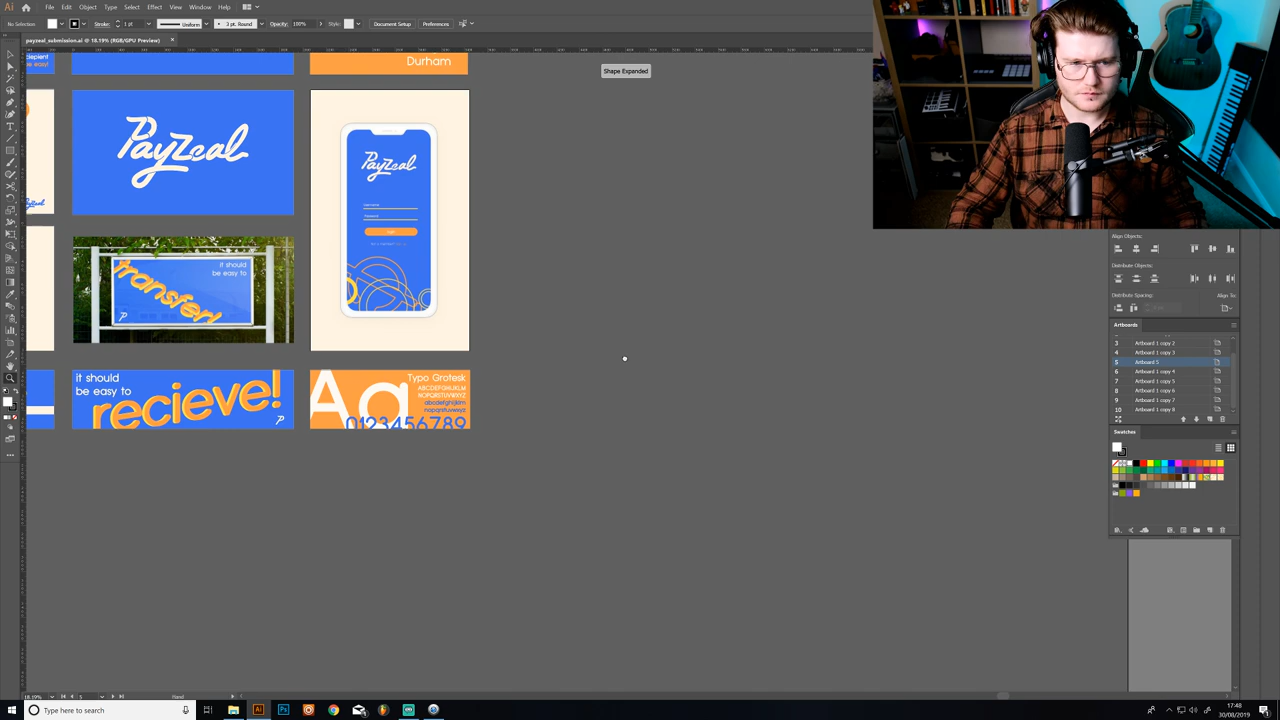 File Edit Object Type Select Effect View Window Help
No Selection Stroke: 1 pt Uniform 3 pt. Round Opacity: 100% Style: Document Setup Preferences
payzeal_submission.ai @ 18.19% (RGB/GPU Preview)
be easy!
Durham
Shape Expanded
PayZeal
PayZeal
Username
Password
it should
be easy to
transfer!
it should
be easy to
recieve!
Aa
Typo Grotesk
ABCDEFGHIJKLM
NOPQRSTUVWXYZ
abcdefghijklm
nopqrstuvwxyz
0123456789
Align Objects:
Distribute Objects:
Distribute Spacing: Align To:
Artboards
3 Artboard 1 copy 2
4 Artboard 1 copy 3
5 Artboard 5
6 Artboard 1 copy 4
7 Artboard 1 copy 5
8 Artboard 1 copy 6
9 Artboard 1 copy 7
10 Artboard 1 copy 8
Swatches
18.19% 5 Hand
Type here to search
17:48
30/08/2019